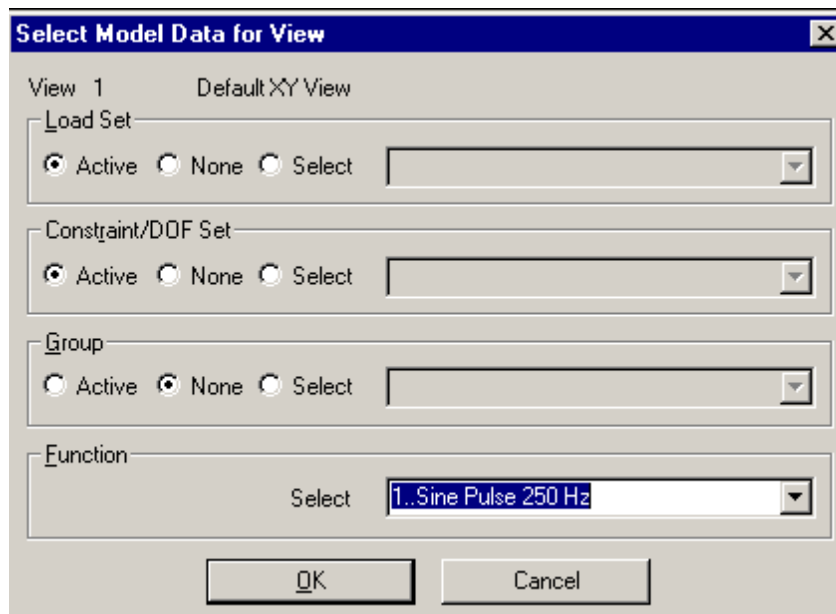 Select Model Data for View
View 1 Default XY View
Load Set
Active None Select
Constraint/DOF Set
Active None Select
Group
Active None Select
Function
Select 1..Sine Pulse 250 Hz
OK Cancel